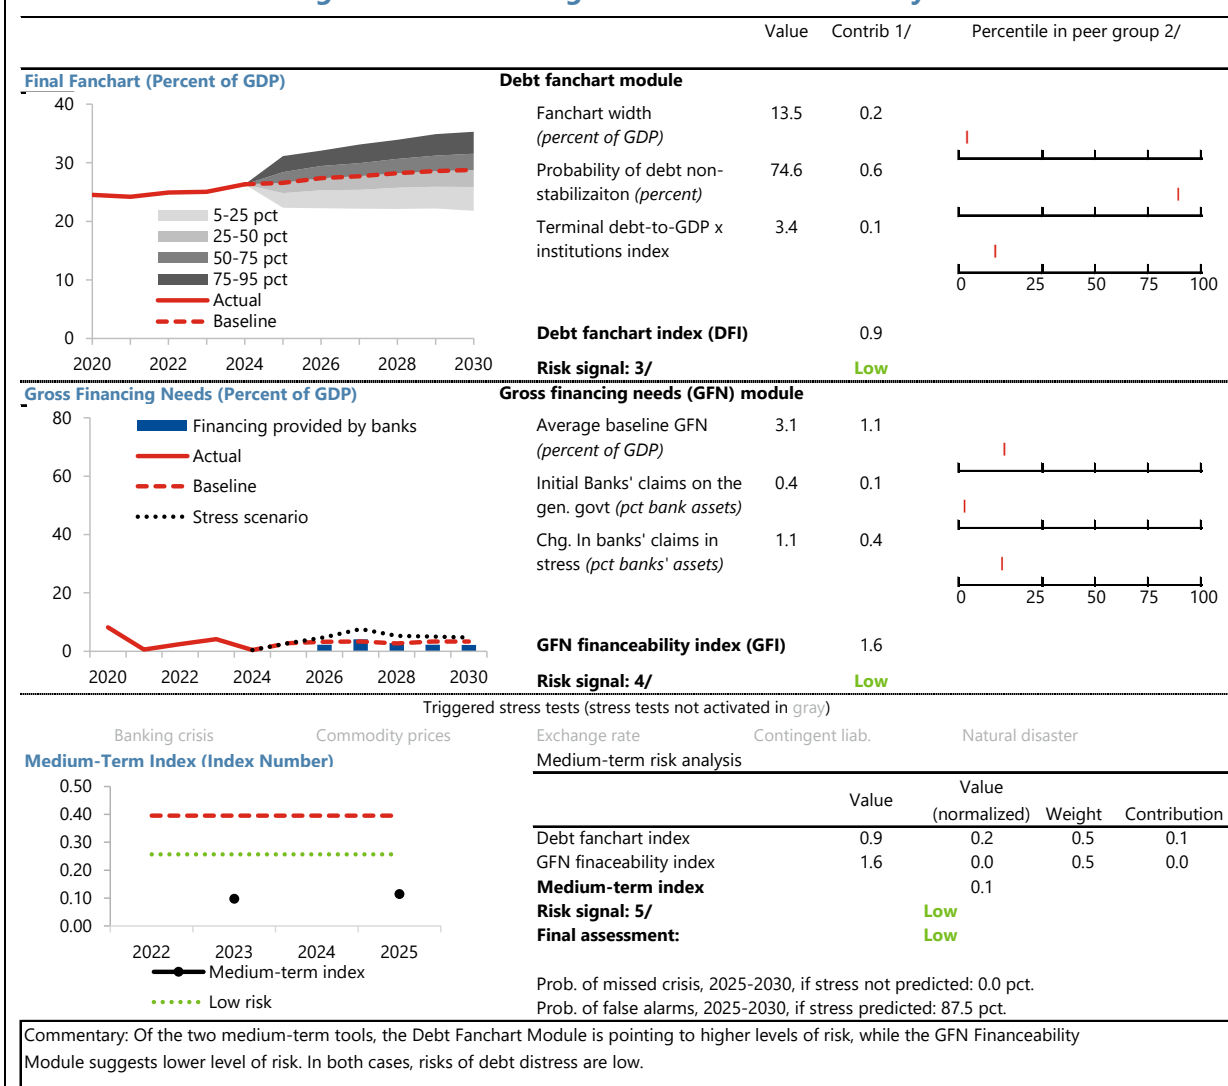 Value Contrib 1/ Percentile in peer group 2/
Final Fanchart (Percent of GDP)
40
30
20
10
0
2020 2022 2024 2026 2028 2030
5-25 pct
25-50 pct
50-75 pct
75-95 pct
Actual
Baseline
Debt fanchart module
Fanchart width 13.5 0.2
(percent of GDP)
Probability of debt non- 74.6 0.6
stabilizaiton (percent)
Terminal debt-to-GDP x 3.4 0.1
institutions index
0 25 50 75 100
Debt fanchart index (DFI) 0.9
Risk signal: 3/ Low
Gross Financing Needs (Percent of GDP)
80
60
40
20
0
2020 2022 2024 2026 2028 2030
Financing provided by banks
Actual
Baseline
Stress scenario
Gross financing needs (GFN) module
Average baseline GFN 3.1 1.1
(percent of GDP)
Initial Banks' claims on the 0.4 0.1
gen. govt (pct bank assets)
Chg. In banks' claims in 1.1 0.4
stress (pct banks' assets)
0 25 50 75 100
GFN financeability index (GFI) 1.6
Risk signal: 4/ Low
Triggered stress tests (stress tests not activated in gray)
Banking crisis Commodity prices Exchange rate Contingent liab. Natural disaster
Medium-Term Index (Index Number)
0.50
0.40
0.30
0.20
0.10
0.00
2022 2023 2024 2025
Medium-term index
Low risk
Medium-term risk analysis
Value Value (normalized) Weight Contribution
Debt fanchart index 0.9 0.2 0.5 0.1
GFN finaceability index 1.6 0.0 0.5 0.0
Medium-term index 0.1
Risk signal: 5/ Low
Final assessment: Low
Prob. of missed crisis, 2025-2030, if stress not predicted: 0.0 pct.
Prob. of false alarms, 2025-2030, if stress predicted: 87.5 pct.
Commentary: Of the two medium-term tools, the Debt Fanchart Module is pointing to higher levels of risk, while the GFN Financeability
Module suggests lower level of risk. In both cases, risks of debt distress are low.